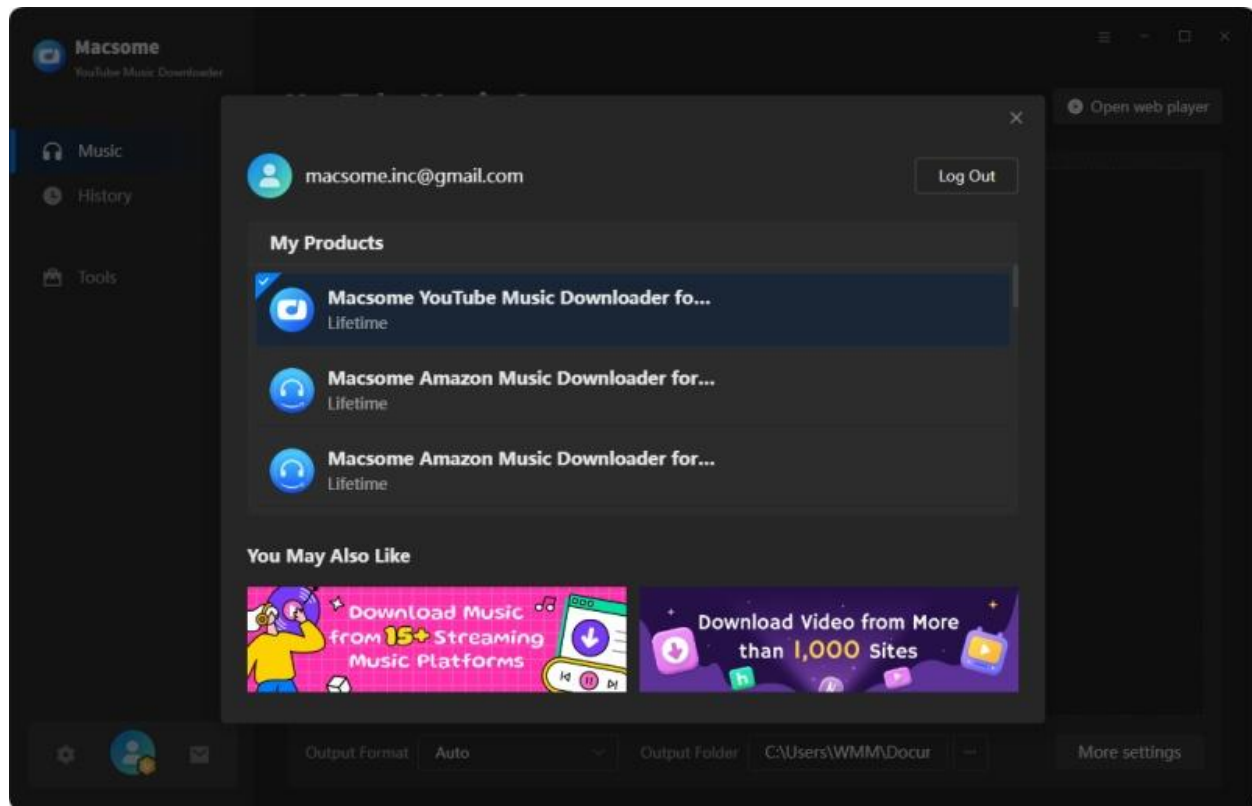 Macsome
YouTube Music Downloader
Open web player
Music
History
Tools
macsome.inc@gmail.com
Log Out
My Products
Macsome YouTube Music Downloader fo...
Lifetime
Macsome Amazon Music Downloader for...
Lifetime
Macsome Amazon Music Downloader for...
Lifetime
You May Also Like
Download Music
from 15+ Streaming
Music Platforms
Download Video from More
than 1,000 Sites
Output Format
Auto
Output Folder
C:\Users\WMM\Docur
...
More settings